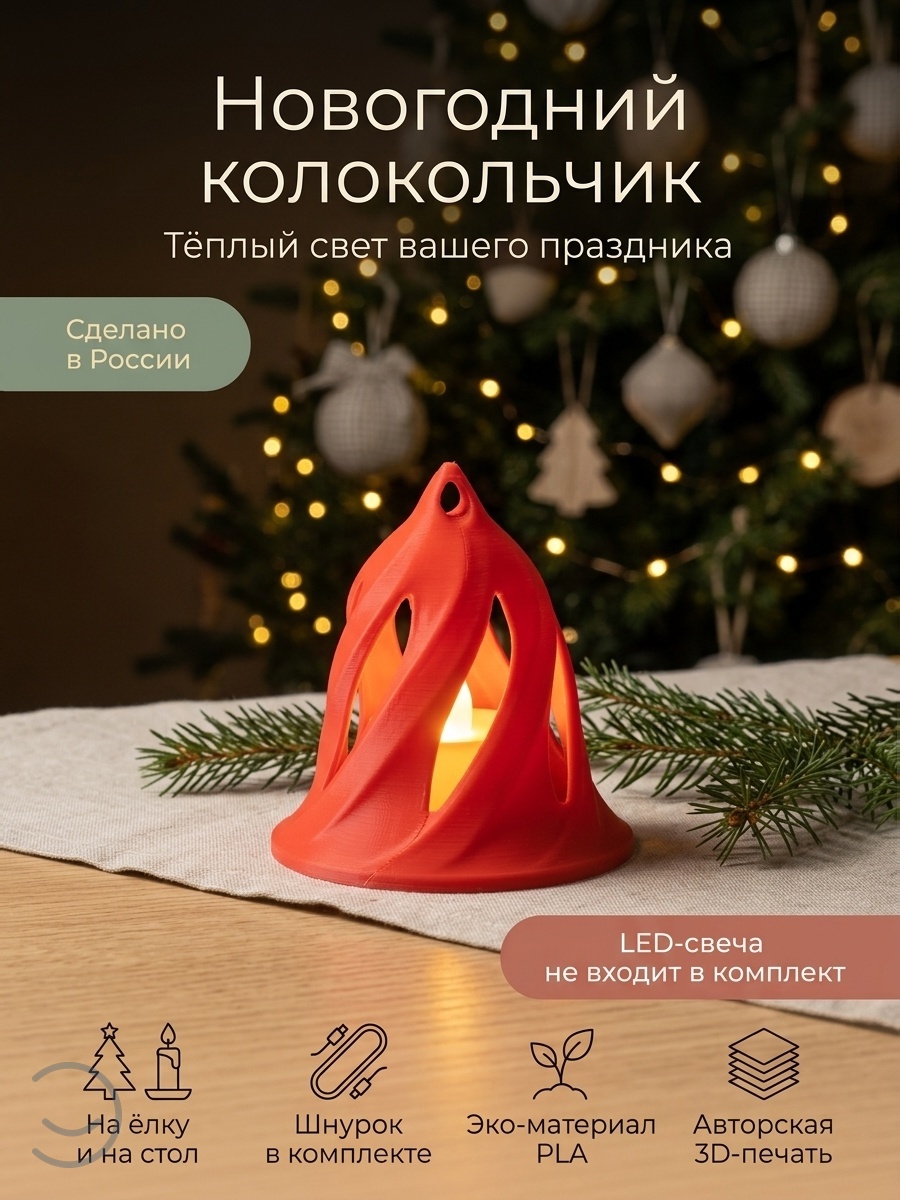 Новогодний
колокольчик
Тёплый свет вашего праздника
Сделано
в России
LED-свеча
не входит в комплект
На ёлку
и на стол
Шнурок
в комплекте
Эко-материал
PLA
Авторская
3D-печать